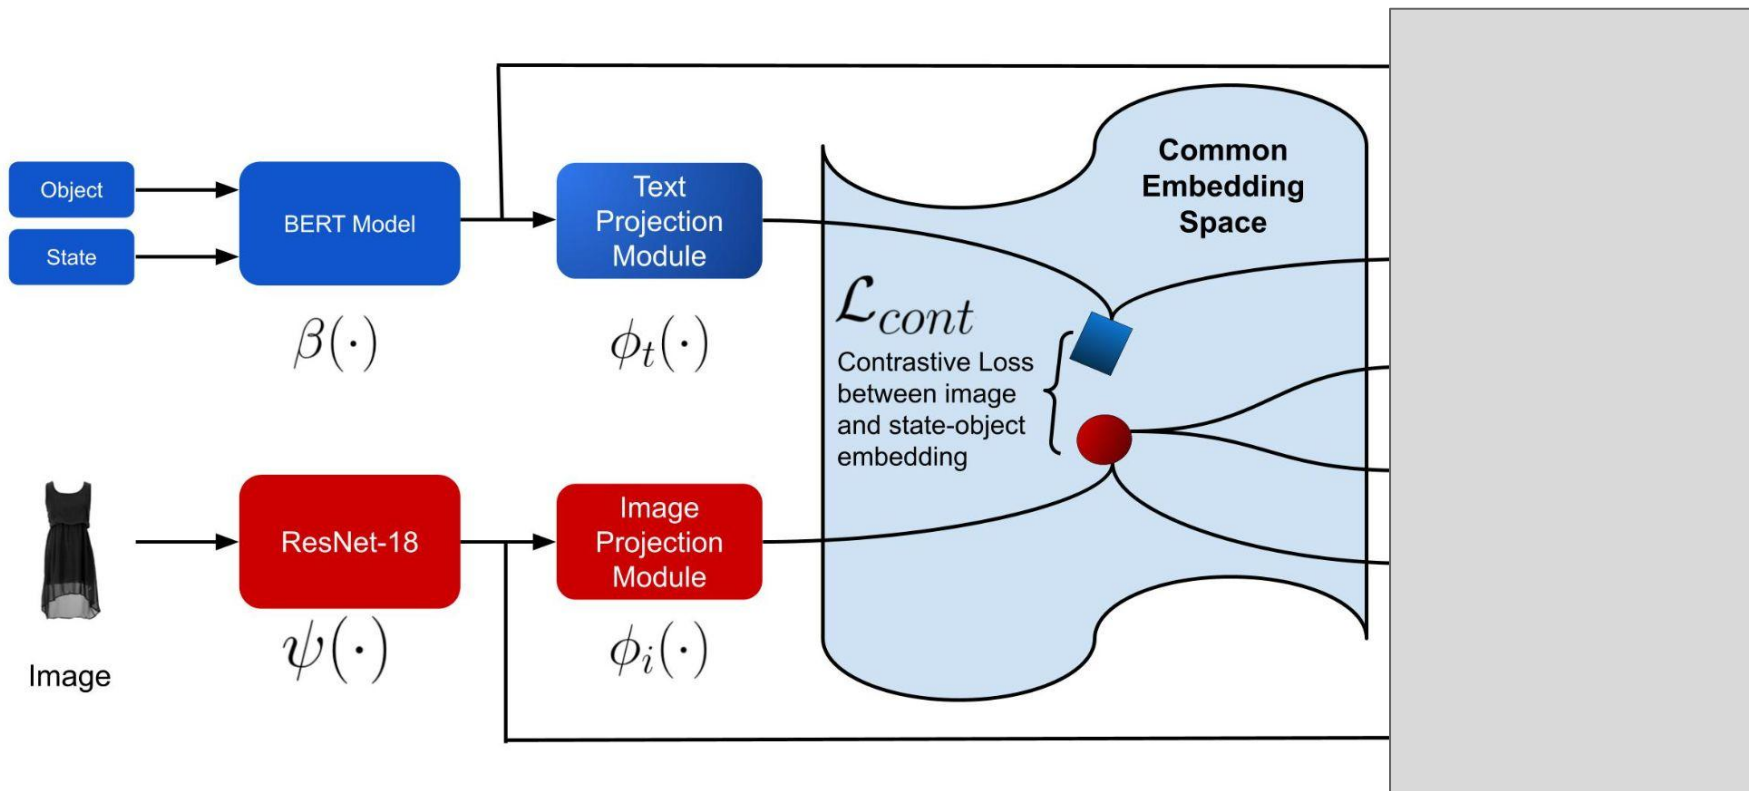 Object
State
BERT Model
β(·)
Text
Projection
Module
ϕₜ(·)
Common
Embedding
Space
ℒcont
Contrastive Loss
between image
and state-object
embedding
Image
ResNet-18
ψ(·)
Image
Projection
Module
ϕᵢ(·)